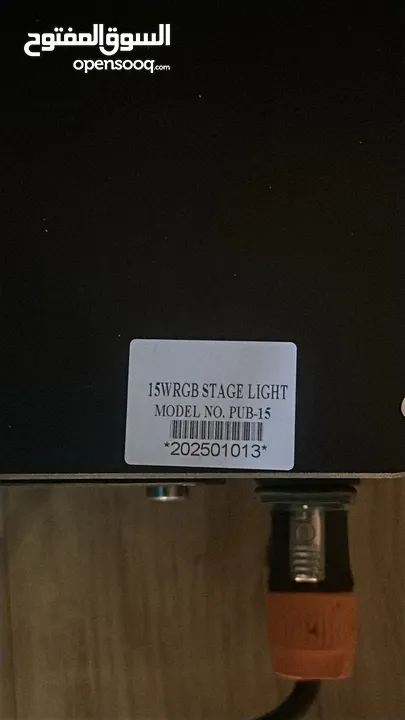 السوق المفتوح
opensooq.com
15WRGB STAGE LIGHT
MODEL NO. PUB-15
*202501013*